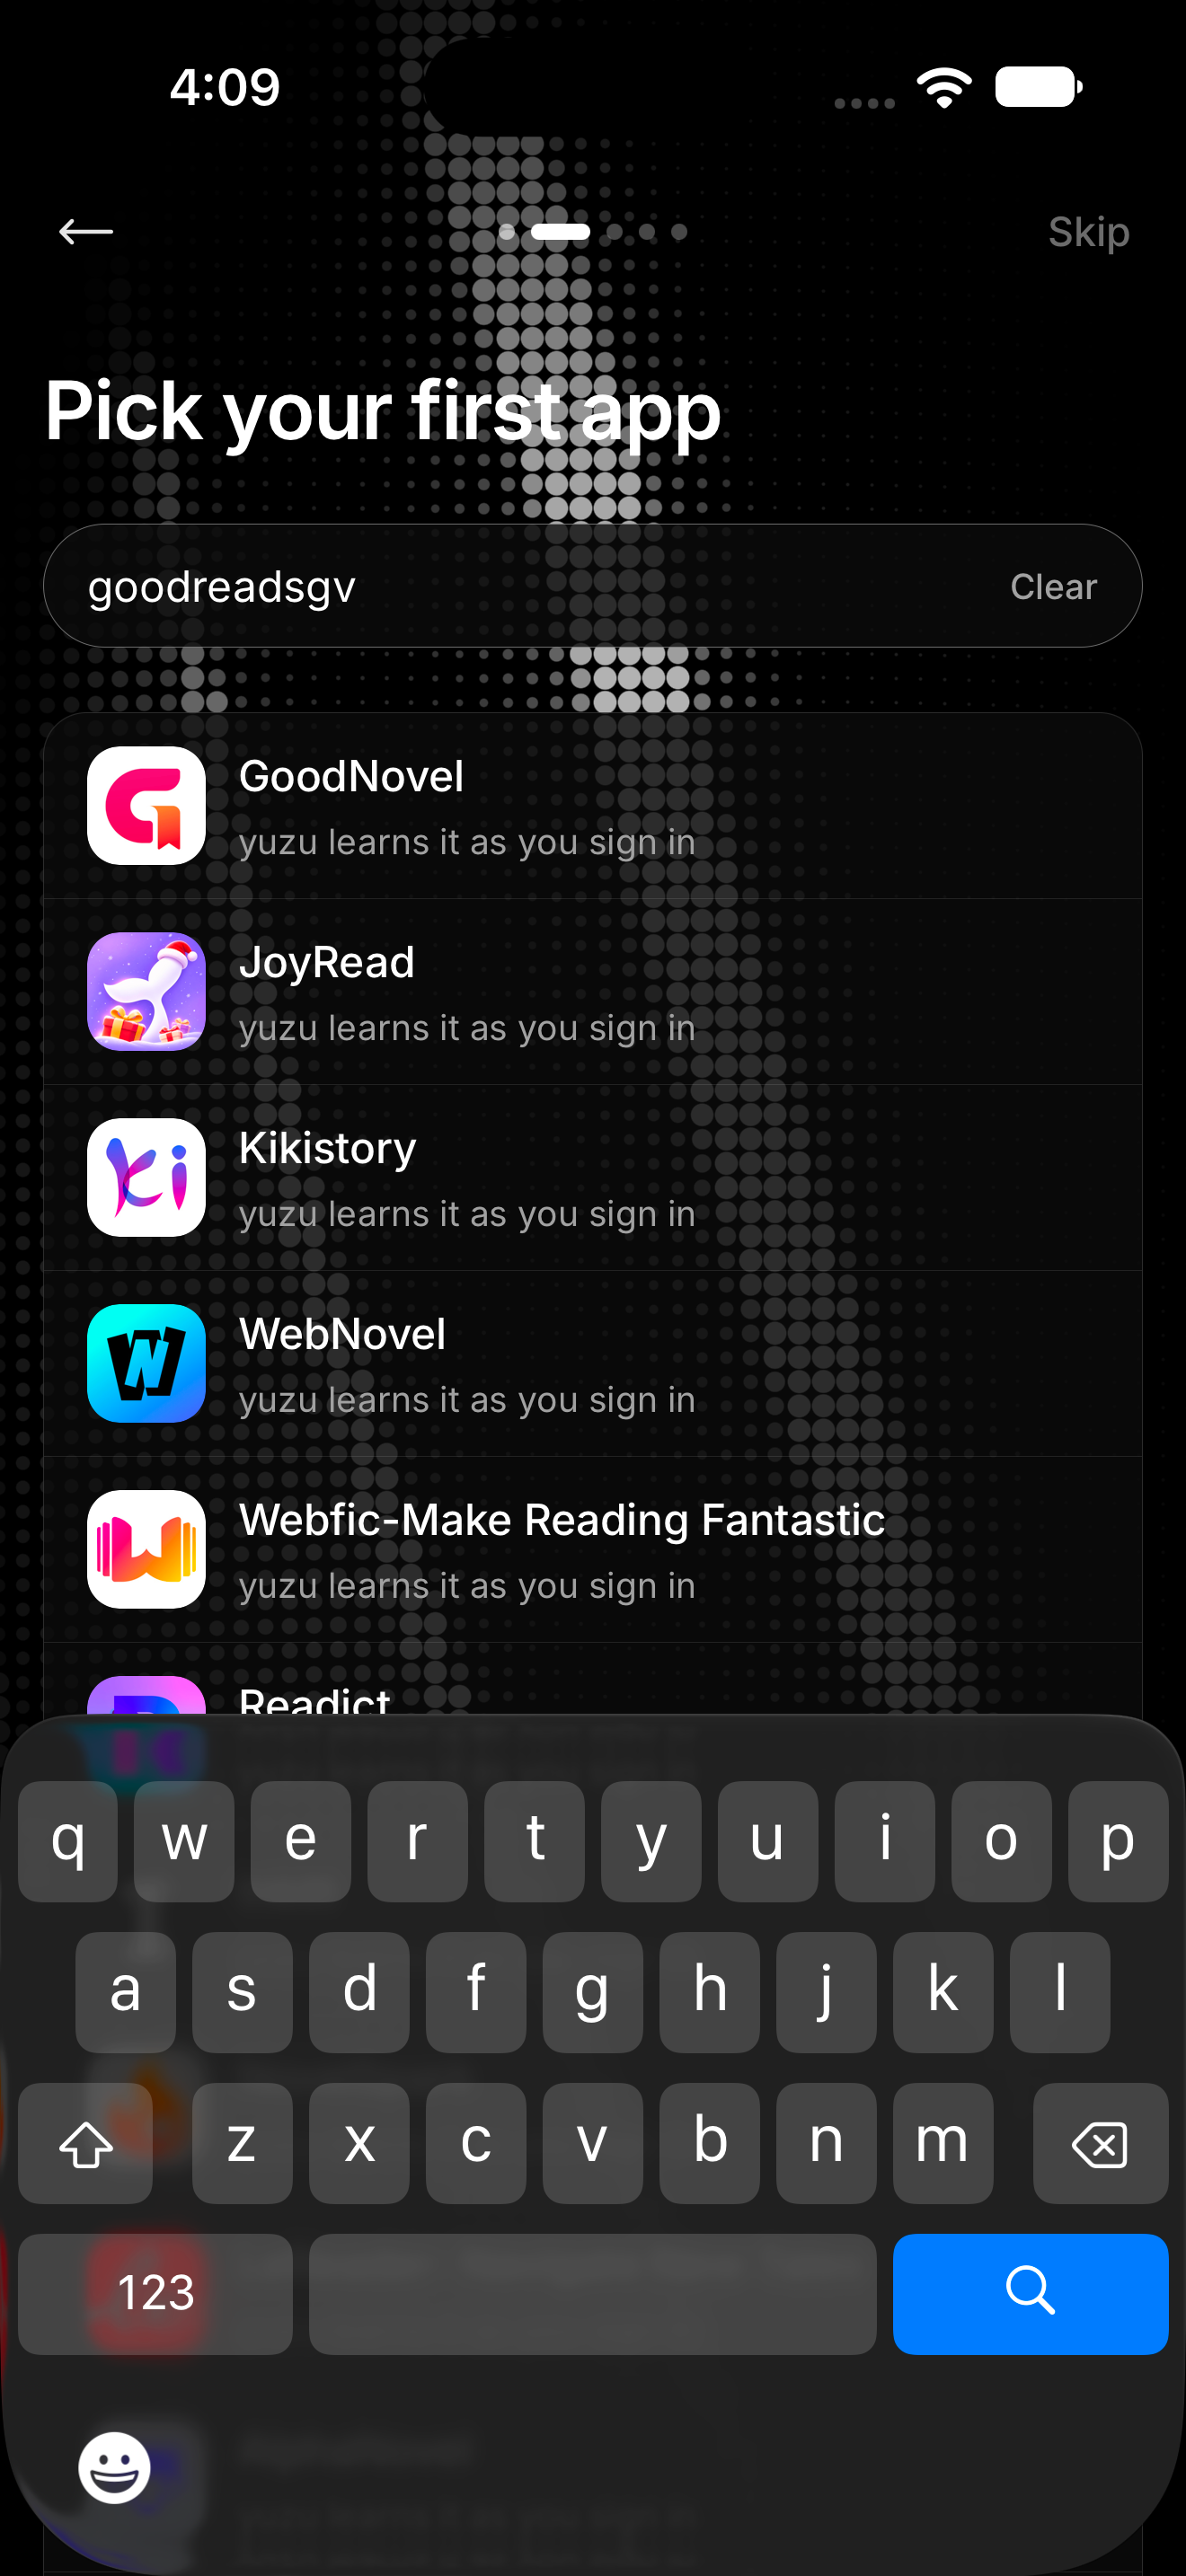 4:09
Skip
Pick your first app
goodreadsgv
Clear
GoodNovel
yuzu learns it as you sign in
JoyRead
yuzu learns it as you sign in
Kikistory
yuzu learns it as you sign in
WebNovel
yuzu learns it as you sign in
Webfic-Make Reading Fantastic
yuzu learns it as you sign in
Readict
q w e r t y u i o p
a s d f g h j k l
z x c v b n m
123